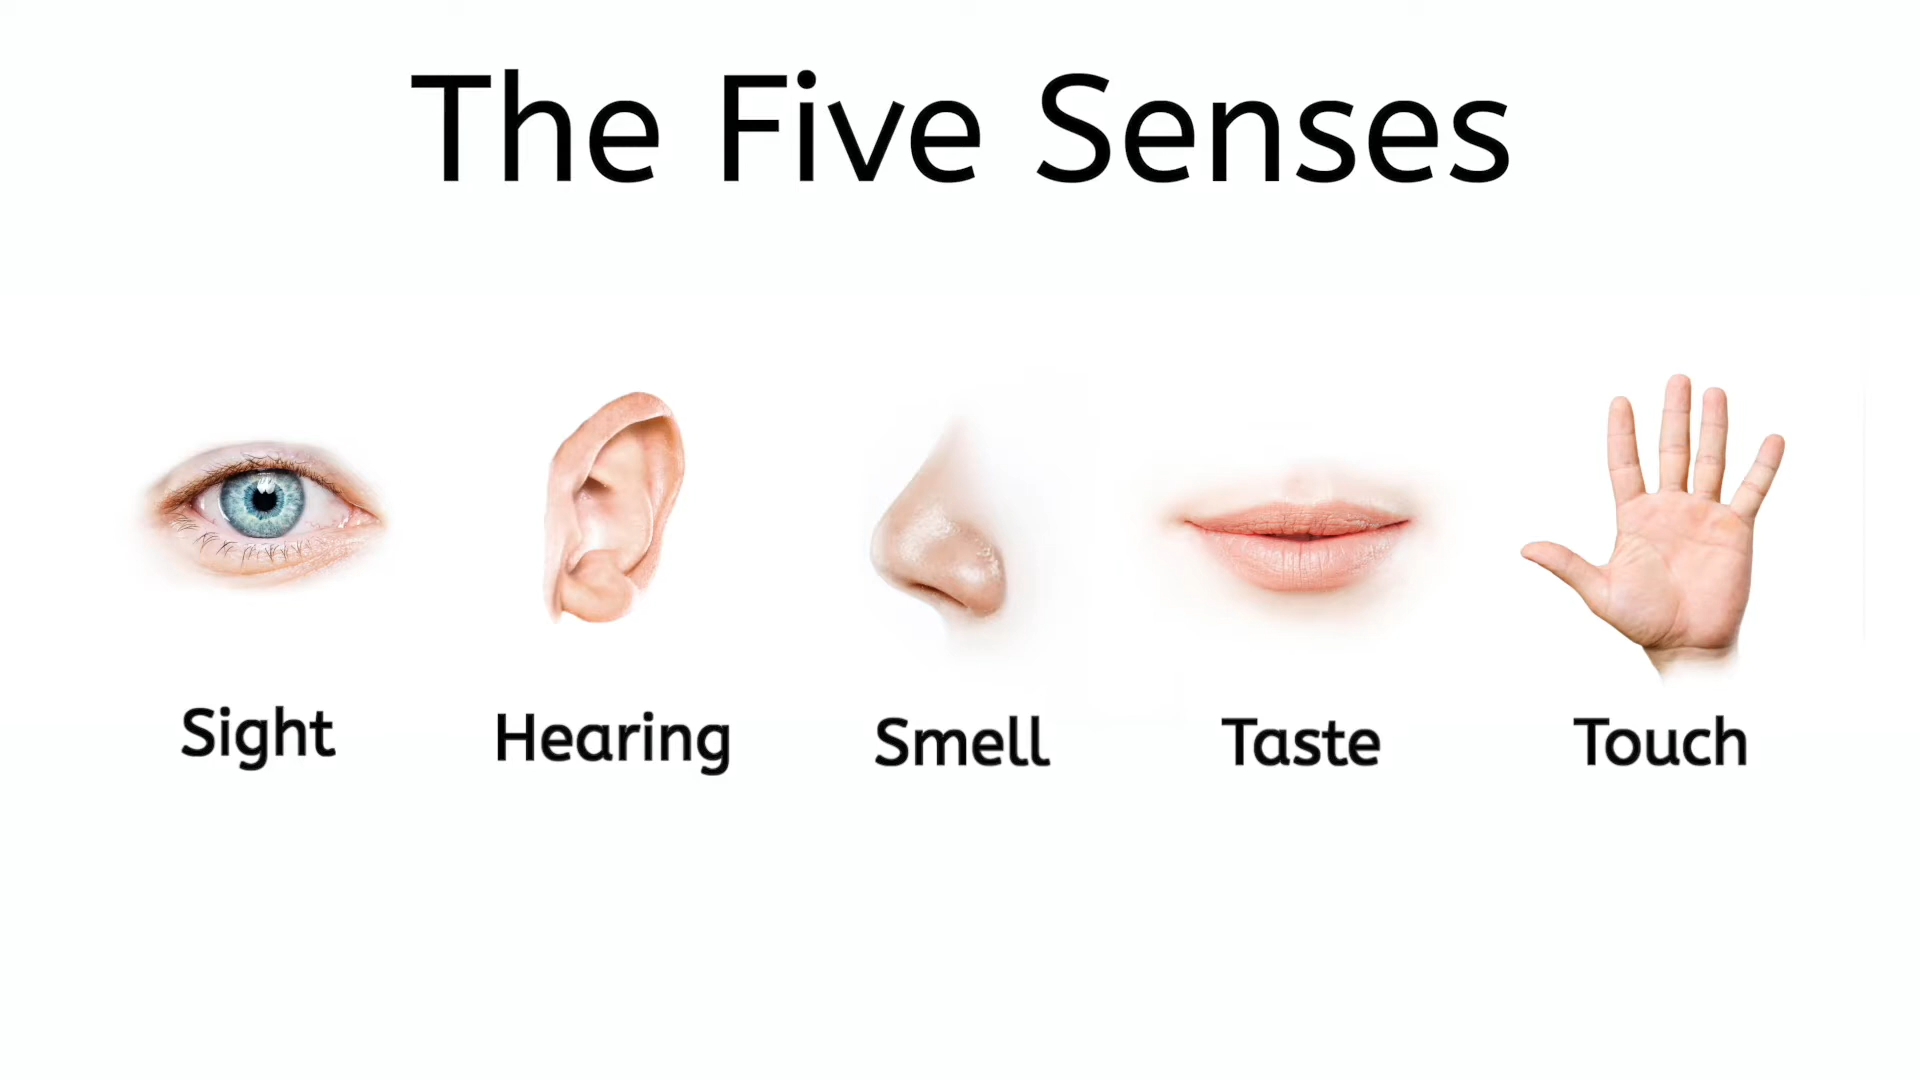 The Five Senses
Sight
Hearing
Smell
Taste
Touch